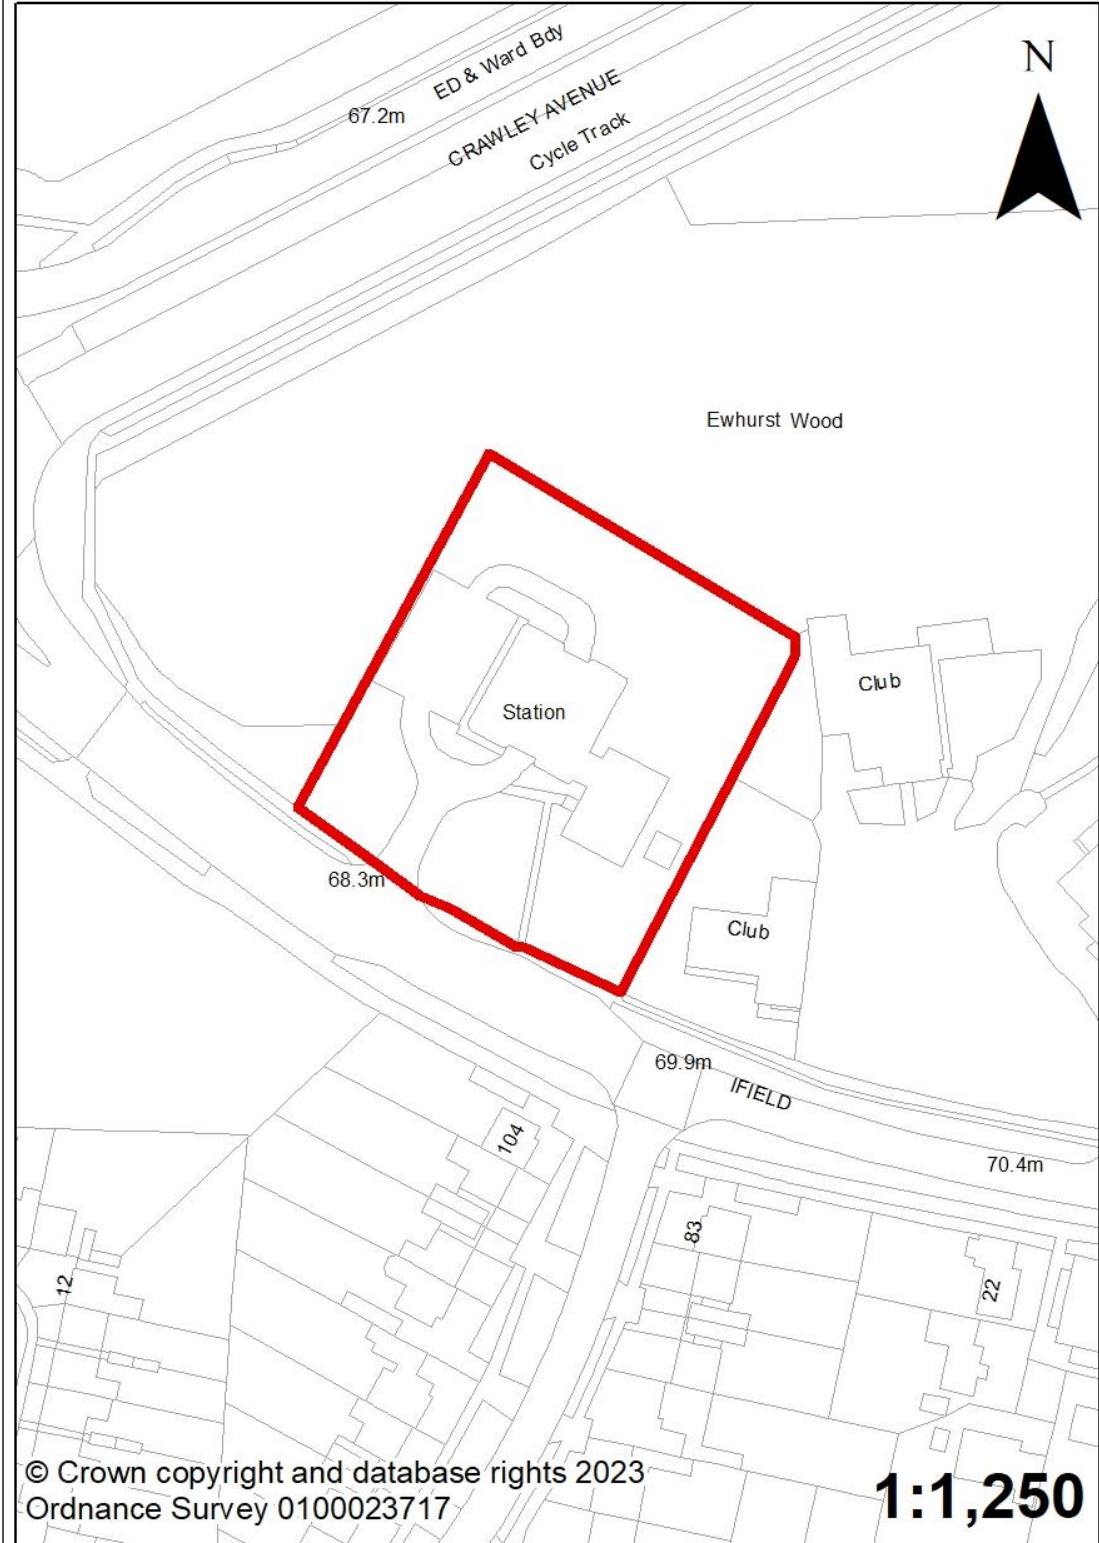 ED & Ward Bdy
N
67.2m
CRAWLEY AVENUE
Cycle Track
Ewhurst Wood
Club
Station
68.3m
Club
69.9m
IFIELD
104
70.4m
83
12
22
© Crown copyright and database rights 2023
Ordnance Survey 0100023717
1:1,250